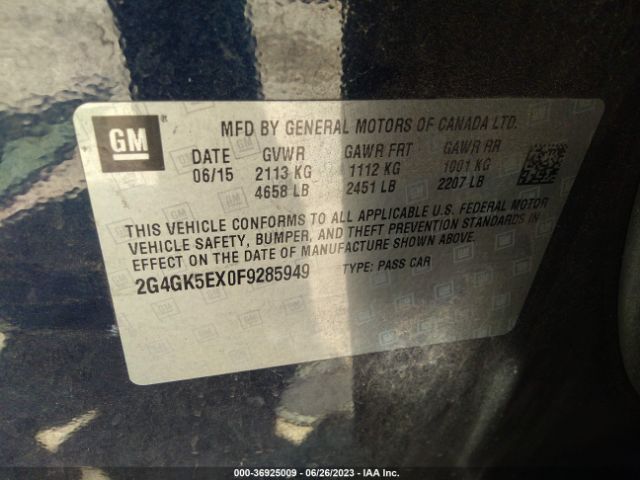 GM
MFD BY GENERAL MOTORS OF CANADA LTD.
DATE GVWR GAWR FRT GAWR RR
06/15 2113 KG 1112 KG 1001 KG
4658 LB 2451 LB 2207 LB
THIS VEHICLE CONFORMS TO ALL APPLICABLE U.S. FEDERAL MOTOR
VEHICLE SAFETY, BUMPER, AND THEFT PREVENTION STANDARDS IN
EFFECT ON THE DATE OF MANUFACTURE SHOWN ABOVE.
2G4GK5EX0F9285949 TYPE: PASS CAR
000-36925009 - 06/26/2023 - IAA Inc.